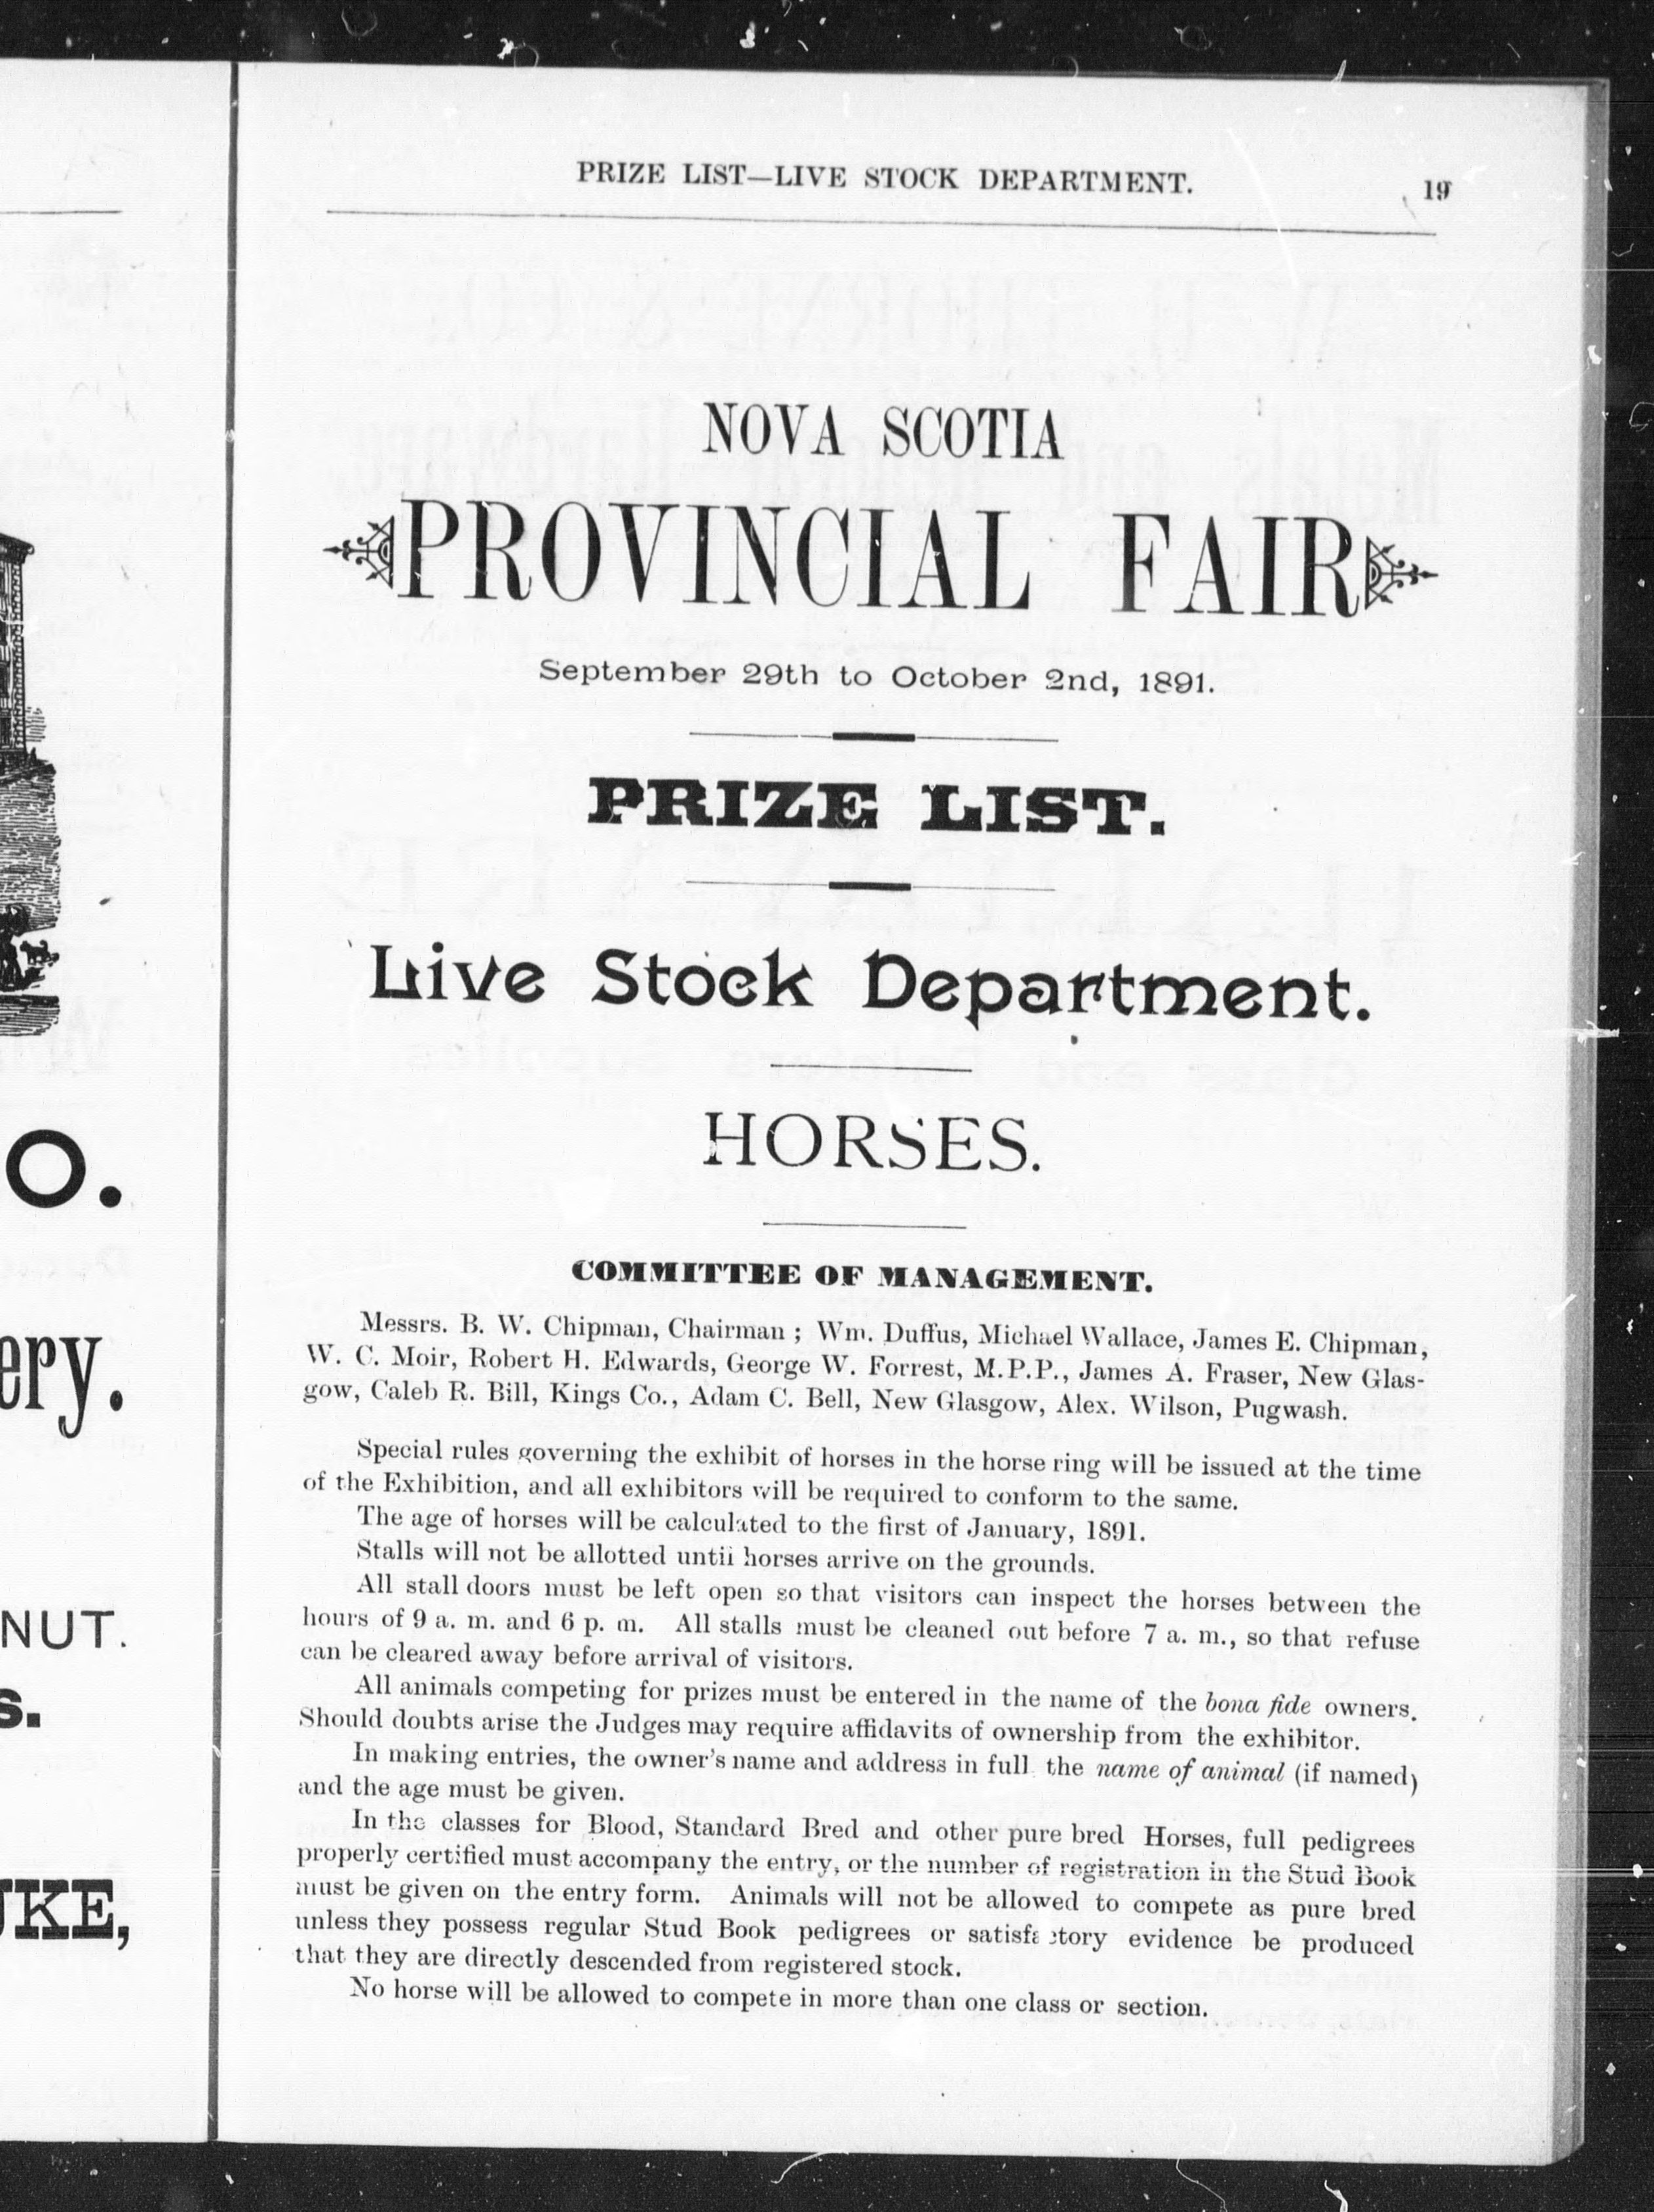 PRIZE LIST—LIVE STOCK DEPARTMENT. 19
NOVA SCOTIA
PROVINCIAL FAIR
September 29th to October 2nd, 1891.
PRIZE LIST.
Live Stock Department.
HORSES.
COMMITTEE OF MANAGEMENT.
Messrs. B. W. Chipman, Chairman ; Wm. Duffus, Michael Wallace, James E. Chipman,
W. C. Moir, Robert H. Edwards, George W. Forrest, M.P.P., James A. Fraser, New Glas-
gow, Caleb R. Bill, Kings Co., Adam C. Bell, New Glasgow, Alex. Wilson, Pugwash.
Special rules governing the exhibit of horses in the horse ring will be issued at the time
of the Exhibition, and all exhibitors will be required to conform to the same.
The age of horses will be calculated to the first of January, 1891.
Stalls will not be allotted until horses arrive on the grounds.
All stall doors must be left open so that visitors can inspect the horses between the
hours of 9 a. m. and 6 p. m. All stalls must be cleaned out before 7 a. m., so that refuse
can be cleared away before arrival of visitors.
All animals competing for prizes must be entered in the name of the bona fide owners.
Should doubts arise the Judges may require affidavits of ownership from the exhibitor.
In making entries, the owner's name and address in full the name of animal (if named)
and the age must be given.
In the classes for Blood, Standard Bred and other pure bred Horses, full pedigrees
properly certified must accompany the entry, or the number of registration in the Stud Book
must be given on the entry form. Animals will not be allowed to compete as pure bred
unless they possess regular Stud Book pedigrees or satisfactory evidence be produced
that they are directly descended from registered stock.
No horse will be allowed to compete in more than one class or section.
O.
ery.
NUT.
s.
UKE,